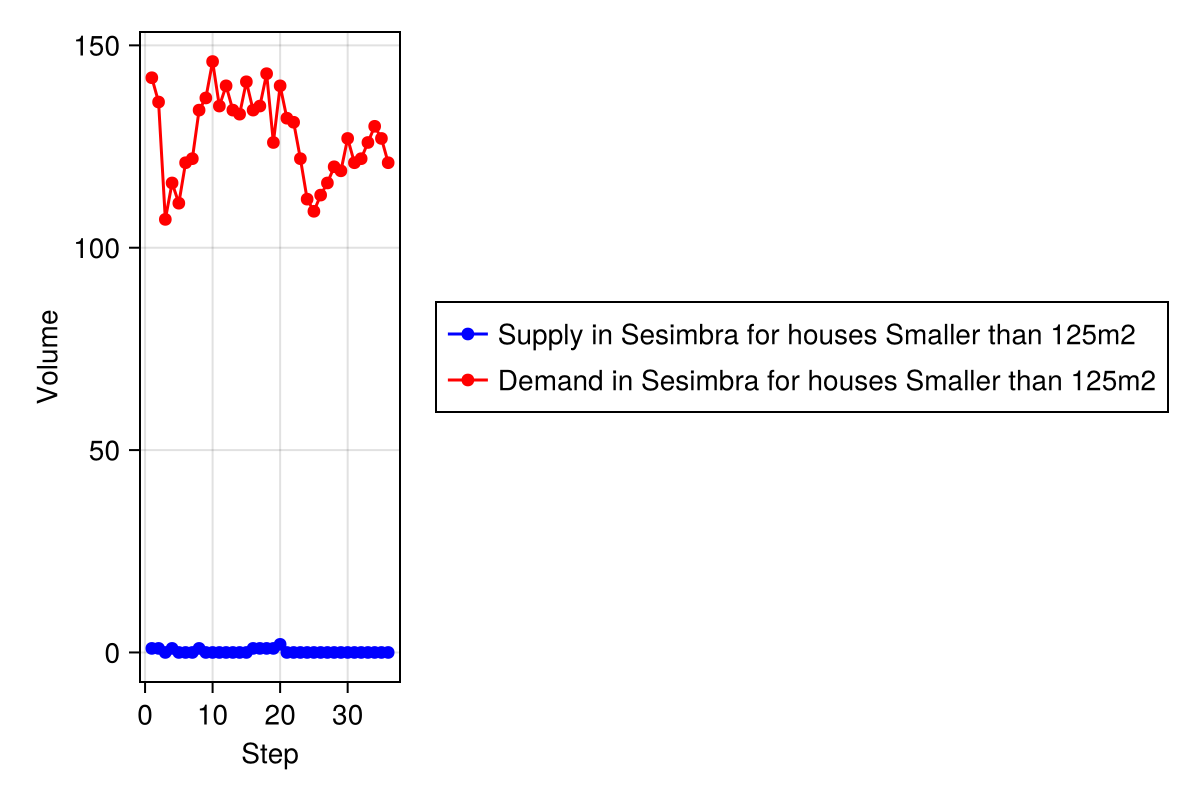 150
100
50
0
Volume
0 10 20 30
Step
Supply in Sesimbra for houses Smaller than 125m2
Demand in Sesimbra for houses Smaller than 125m2